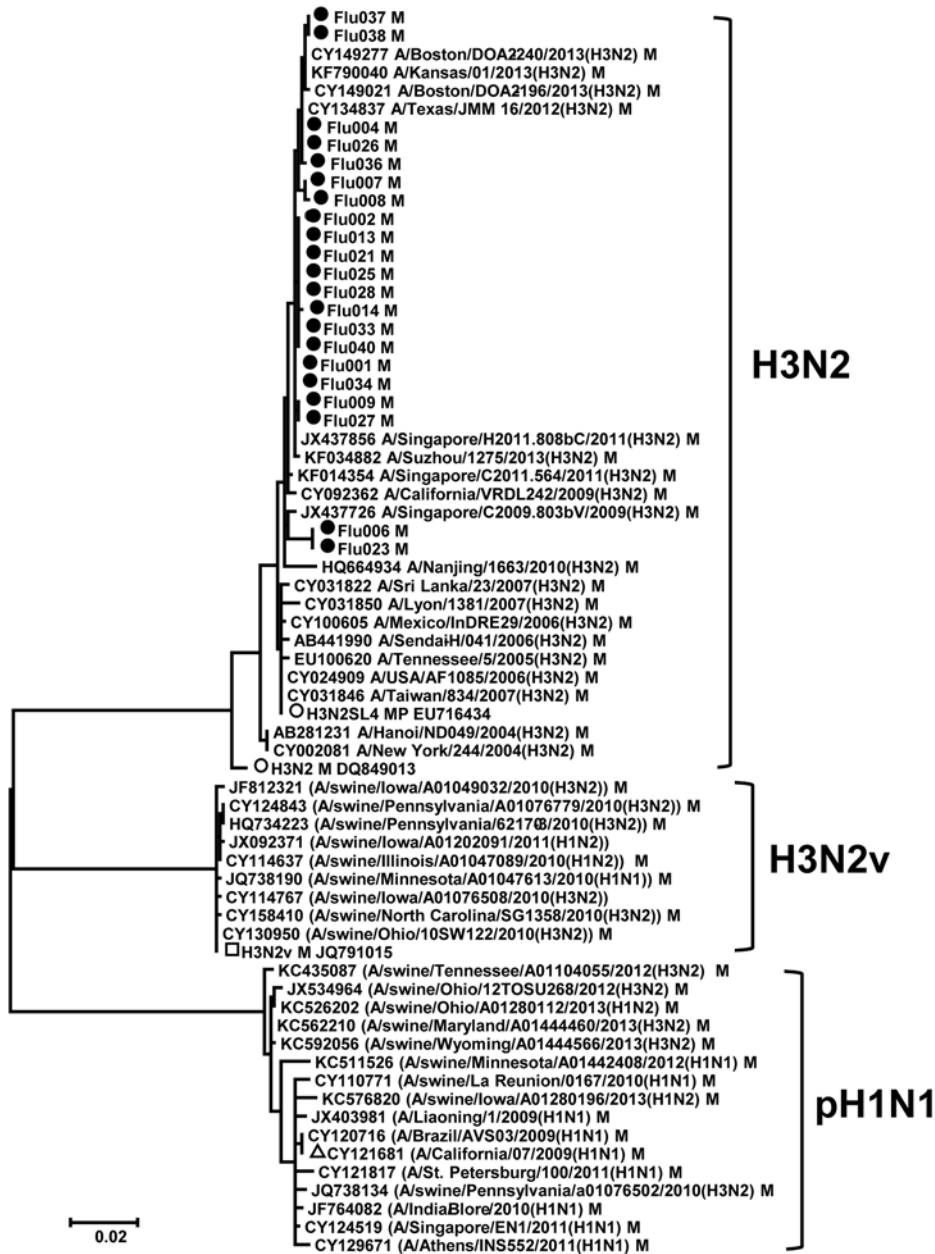 Flu037 M
Flu038 M
CY149277 A/Boston/DOA2-240/2013(H3N2) M
KF790040 A/Kansas/01/2013(H3N2) M
CY149021 A/Boston/DOA2-196/2013(H3N2) M
CY134837 A/Texas/JMM 16/2012(H3N2) M
Flu004 M
Flu026 M
Flu036 M
Flu007 M
Flu008 M
Flu002 M
Flu013 M
Flu021 M
Flu025 M
Flu028 M
Flu014 M
Flu033 M
Flu040 M
Flu001 M
Flu034 M
Flu009 M
Flu027 M
JX437856 A/Singapore/H2011.808bC/2011(H3N2) M
KF034882 A/Suzhou/1275/2013(H3N2) M
KF014354 A/Singapore/C2011.564/2011(H3N2) M
CY092362 A/California/VRDL242/2009(H3N2) M
JX437726 A/Singapore/C2009.803bV/2009(H3N2) M
Flu006 M
Flu023 M
HQ664934 A/Nanjing/1663/2010(H3N2) M
CY031822 A/Sri Lanka/23/2007(H3N2) M
CY031850 A/Lyon/1381/2007(H3N2) M
CY100605 A/Mexico/InDRE29/2006(H3N2) M
AB441990 A/Sendai-H/041/2006(H3N2) M
EU100620 A/Tennessee/5/2005(H3N2) M
CY024909 A/USA/AF1085/2006(H3N2) M
CY031846 A/Taiwan/834/2007(H3N2) M
H3N2SL4 MP EU716434
AB281231 A/Hanoi/ND049/2004(H3N2) M
CY002081 A/New York/244/2004(H3N2) M
H3N2 M DQ849013
H3N2
JF812321 (A/swine/Iowa/A01049032/2010(H3N2)) M
CY124843 (A/swine/Pennsylvania/A01076779/2010(H3N2)) M
HQ734223 (A/swine/Pennsylvania/62170-8/2010(H3N2)) M
JX092371 (A/swine/Iowa/A01202091/2011(H1N2))
CY114637 (A/swine/Illinois/A01047089/2010(H1N2)) M
JQ738190 (A/swine/Minnesota/A01047613/2010(H1N1)) M
CY114767 (A/swine/Iowa/A01076508/2010(H3N2))
CY158410 (A/swine/North Carolina/SG1358/2010(H3N2)) M
CY130950 (A/swine/Ohio/10SW122/2010(H3N2)) M
H3N2v M JQ791015
H3N2v
KC435087 (A/swine/Tennessee/A01104055/2012(H3N2) M
JX534964 (A/swine/Ohio/12TOSU268/2012(H3N2) M
KC526202 (A/swine/Ohio/A01280112/2013(H1N2) M
KC562210 (A/swine/Maryland/A01444460/2013(H3N2) M
KC592056 (A/swine/Wyoming/A01444566/2013(H3N2) M
KC511526 (A/swine/Minnesota/A01442408/2012(H1N1) M
CY110771 (A/swine/La Reunion/0167/2010(H1N1) M
KC576820 (A/swine/Iowa/A01280196/2013(H1N2) M
JX403981 (A/Liaoning/1/2009(H1N1) M
CY120716 (A/Brazil/AVS03/2009(H1N1) M
CY121681 (A/California/07/2009(H1N1) M
CY121817 (A/St. Petersburg/100/2011(H1N1) M
JQ738134 (A/swine/Pennsylvania/a01076502/2010(H3N2) M
JF764082 (A/India-Blore/2010(H1N1) M
CY124519 (A/Singapore/EN1/2011(H1N1) M
CY129671 (A/Athens/INS552/2011(H1N1) M
pH1N1
0.02